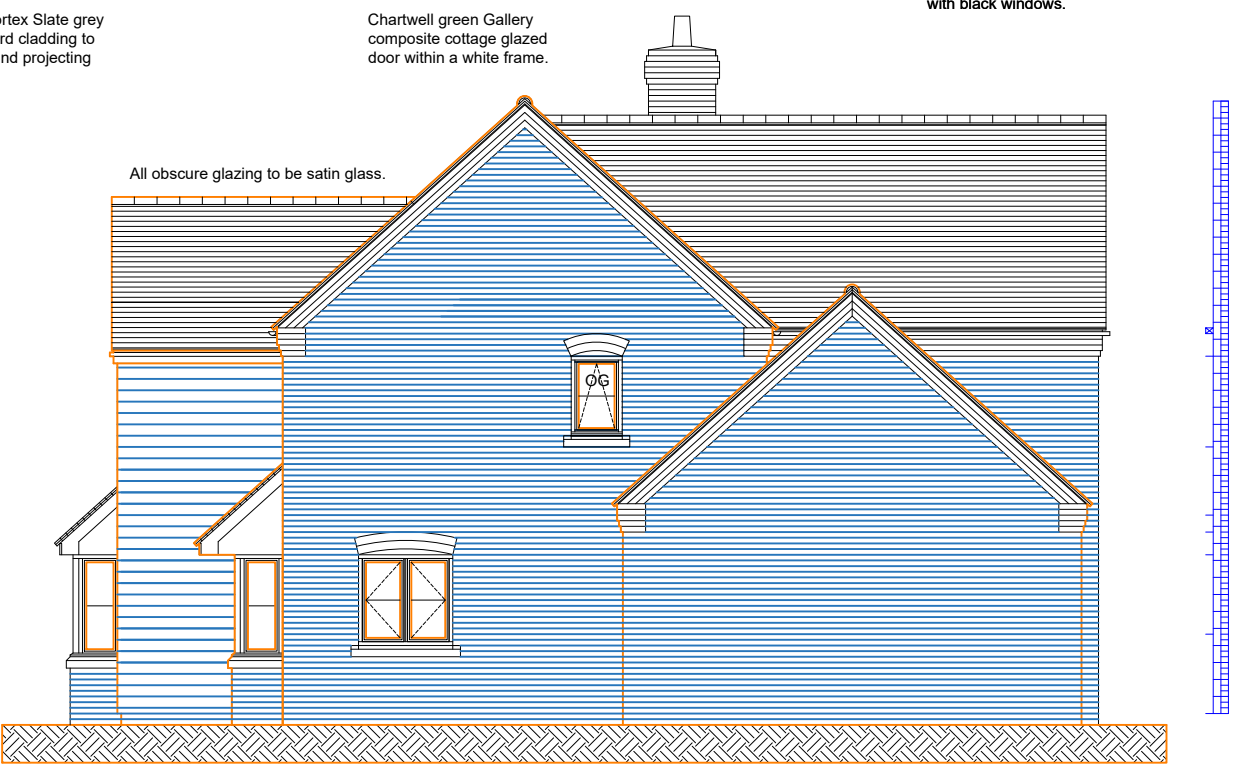 with black windows.
rtex Slate grey
rd cladding to
nd projecting
Chartwell green Gallery
composite cottage glazed
door within a white frame.
All obscure glazing to be satin glass.
OG